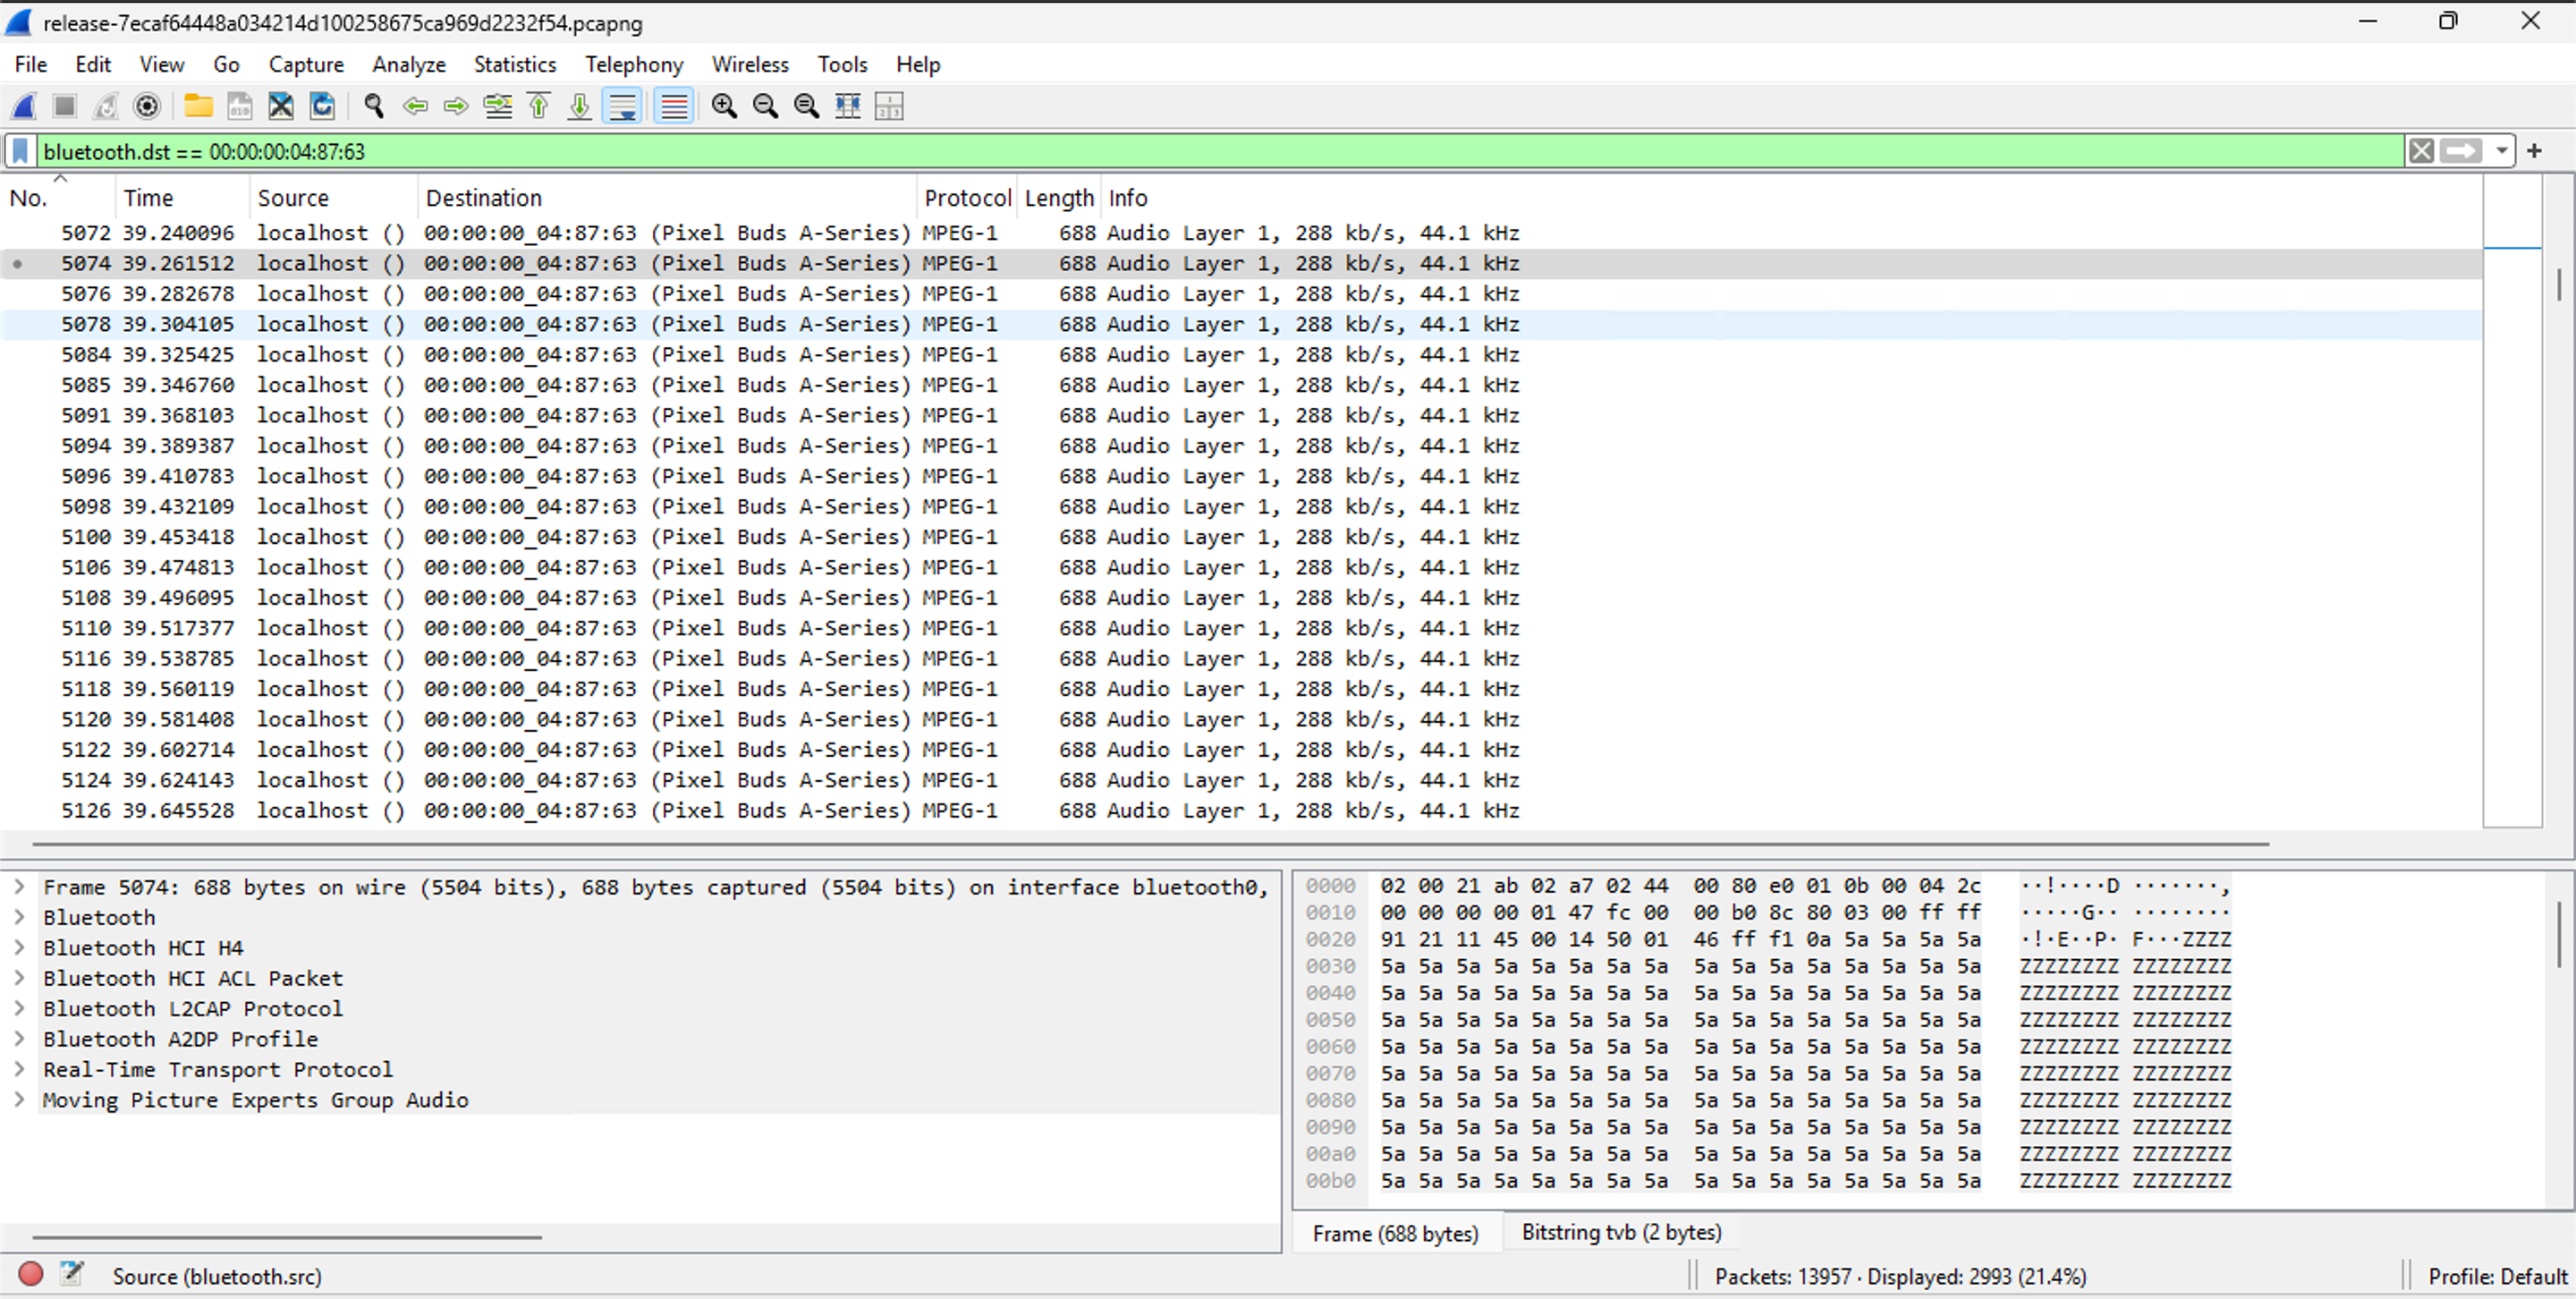 release-7ecaf64448a034214d100258675ca969d2232f54.pcapng
File Edit View Go Capture Analyze Statistics Telephony Wireless Tools Help
bluetooth.dst == 00:00:00:04:87:63
No. Time Source Destination Protocol Length Info
5072 39.240096 localhost () 00:00:00_04:87:63 (Pixel Buds A-Series) MPEG-1 688 Audio Layer 1, 288 kb/s, 44.1 kHz
5074 39.261512 localhost () 00:00:00_04:87:63 (Pixel Buds A-Series) MPEG-1 688 Audio Layer 1, 288 kb/s, 44.1 kHz
5076 39.282678 localhost () 00:00:00_04:87:63 (Pixel Buds A-Series) MPEG-1 688 Audio Layer 1, 288 kb/s, 44.1 kHz
5078 39.304105 localhost () 00:00:00_04:87:63 (Pixel Buds A-Series) MPEG-1 688 Audio Layer 1, 288 kb/s, 44.1 kHz
5084 39.325425 localhost () 00:00:00_04:87:63 (Pixel Buds A-Series) MPEG-1 688 Audio Layer 1, 288 kb/s, 44.1 kHz
5085 39.346760 localhost () 00:00:00_04:87:63 (Pixel Buds A-Series) MPEG-1 688 Audio Layer 1, 288 kb/s, 44.1 kHz
5091 39.368103 localhost () 00:00:00_04:87:63 (Pixel Buds A-Series) MPEG-1 688 Audio Layer 1, 288 kb/s, 44.1 kHz
5094 39.389387 localhost () 00:00:00_04:87:63 (Pixel Buds A-Series) MPEG-1 688 Audio Layer 1, 288 kb/s, 44.1 kHz
5096 39.410783 localhost () 00:00:00_04:87:63 (Pixel Buds A-Series) MPEG-1 688 Audio Layer 1, 288 kb/s, 44.1 kHz
5098 39.432109 localhost () 00:00:00_04:87:63 (Pixel Buds A-Series) MPEG-1 688 Audio Layer 1, 288 kb/s, 44.1 kHz
5100 39.453418 localhost () 00:00:00_04:87:63 (Pixel Buds A-Series) MPEG-1 688 Audio Layer 1, 288 kb/s, 44.1 kHz
5106 39.474813 localhost () 00:00:00_04:87:63 (Pixel Buds A-Series) MPEG-1 688 Audio Layer 1, 288 kb/s, 44.1 kHz
5108 39.496095 localhost () 00:00:00_04:87:63 (Pixel Buds A-Series) MPEG-1 688 Audio Layer 1, 288 kb/s, 44.1 kHz
5110 39.517377 localhost () 00:00:00_04:87:63 (Pixel Buds A-Series) MPEG-1 688 Audio Layer 1, 288 kb/s, 44.1 kHz
5116 39.538785 localhost () 00:00:00_04:87:63 (Pixel Buds A-Series) MPEG-1 688 Audio Layer 1, 288 kb/s, 44.1 kHz
5118 39.560119 localhost () 00:00:00_04:87:63 (Pixel Buds A-Series) MPEG-1 688 Audio Layer 1, 288 kb/s, 44.1 kHz
5120 39.581408 localhost () 00:00:00_04:87:63 (Pixel Buds A-Series) MPEG-1 688 Audio Layer 1, 288 kb/s, 44.1 kHz
5122 39.602714 localhost () 00:00:00_04:87:63 (Pixel Buds A-Series) MPEG-1 688 Audio Layer 1, 288 kb/s, 44.1 kHz
5124 39.624143 localhost () 00:00:00_04:87:63 (Pixel Buds A-Series) MPEG-1 688 Audio Layer 1, 288 kb/s, 44.1 kHz
5126 39.645528 localhost () 00:00:00_04:87:63 (Pixel Buds A-Series) MPEG-1 688 Audio Layer 1, 288 kb/s, 44.1 kHz
Frame 5074: 688 bytes on wire (5504 bits), 688 bytes captured (5504 bits) on interface bluetooth0,
Bluetooth
Bluetooth HCI H4
Bluetooth HCI ACL Packet
Bluetooth L2CAP Protocol
Bluetooth A2DP Profile
Real-Time Transport Protocol
Moving Picture Experts Group Audio
0000 02 00 21 ab 02 a7 02 44 00 80 e0 01 0b 00 04 2c ··!····D ·······,
0010 00 00 00 00 01 47 fc 00 00 b0 8c 80 03 00 ff ff ·····G·· ········
0020 91 21 11 45 00 14 50 01 46 ff f1 0a 5a 5a 5a 5a ·!·E··P· F···ZZZZ
0030 5a 5a 5a 5a 5a 5a 5a 5a 5a 5a 5a 5a 5a 5a 5a 5a ZZZZZZZZ ZZZZZZZZ
0040 5a 5a 5a 5a 5a 5a 5a 5a 5a 5a 5a 5a 5a 5a 5a 5a ZZZZZZZZ ZZZZZZZZ
0050 5a 5a 5a 5a 5a 5a 5a 5a 5a 5a 5a 5a 5a 5a 5a 5a ZZZZZZZZ ZZZZZZZZ
0060 5a 5a 5a 5a 5a 5a 5a 5a 5a 5a 5a 5a 5a 5a 5a 5a ZZZZZZZZ ZZZZZZZZ
0070 5a 5a 5a 5a 5a 5a 5a 5a 5a 5a 5a 5a 5a 5a 5a 5a ZZZZZZZZ ZZZZZZZZ
0080 5a 5a 5a 5a 5a 5a 5a 5a 5a 5a 5a 5a 5a 5a 5a 5a ZZZZZZZZ ZZZZZZZZ
0090 5a 5a 5a 5a 5a 5a 5a 5a 5a 5a 5a 5a 5a 5a 5a 5a ZZZZZZZZ ZZZZZZZZ
00a0 5a 5a 5a 5a 5a 5a 5a 5a 5a 5a 5a 5a 5a 5a 5a 5a ZZZZZZZZ ZZZZZZZZ
00b0 5a 5a 5a 5a 5a 5a 5a 5a 5a 5a 5a 5a 5a 5a 5a 5a ZZZZZZZZ ZZZZZZZZ
Frame (688 bytes) Bitstring tvb (2 bytes)
Source (bluetooth.src) Packets: 13957 · Displayed: 2993 (21.4%) Profile: Default